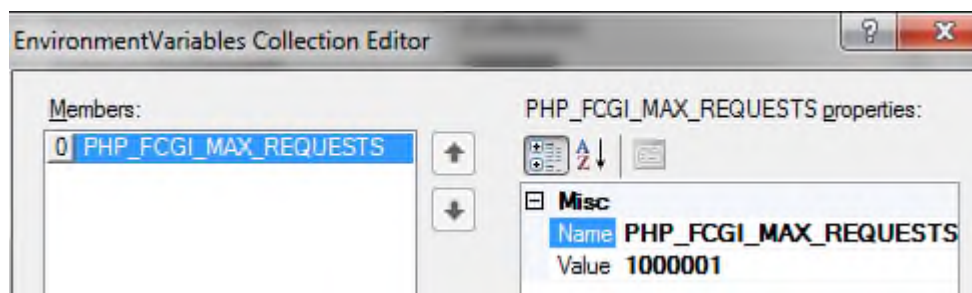 EnvironmentVariables Collection Editor
Members:
0 PHP_FCGI_MAX_REQUESTS
PHP_FCGI_MAX_REQUESTS properties:
Misc
Name PHP_FCGI_MAX_REQUESTS
Value 1000001